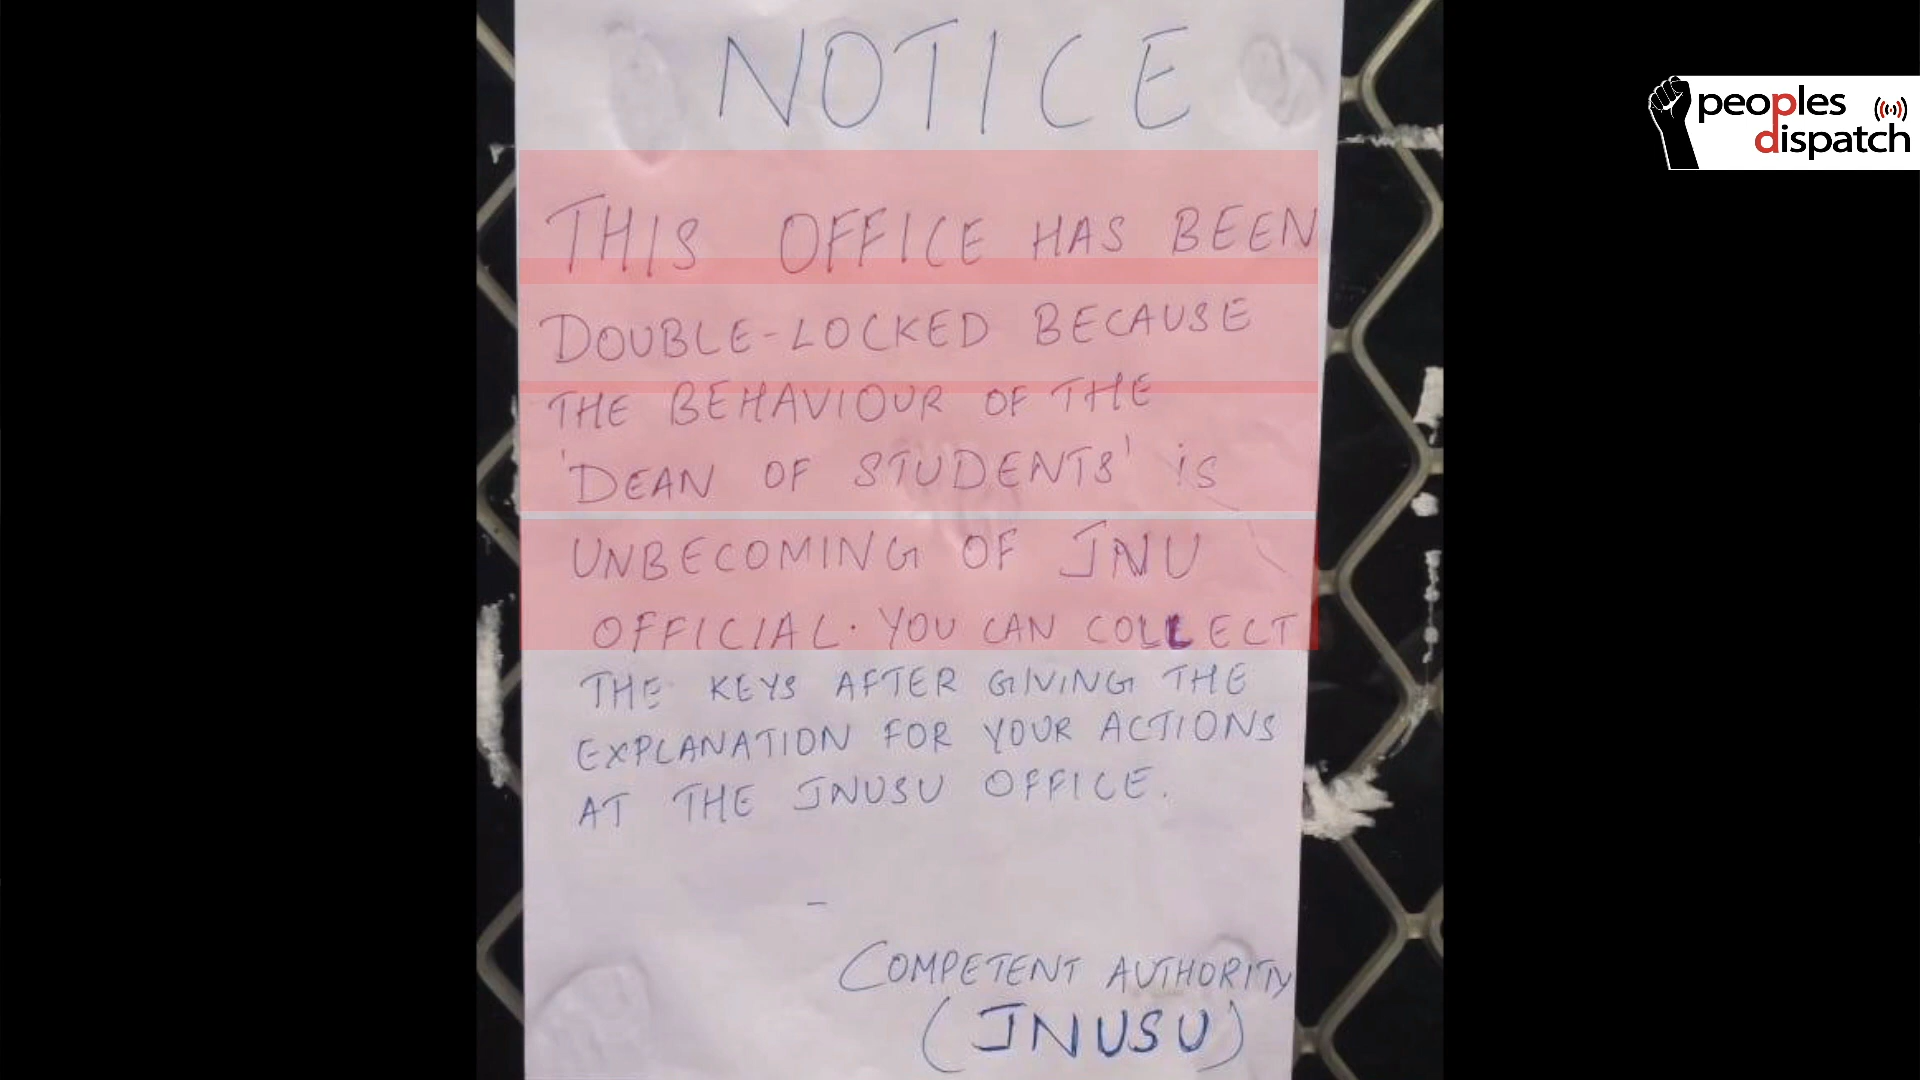 NOTICE
THIS OFFICE HAS BEEN
DOUBLE-LOCKED BECAUSE
THE BEHAVIOUR OF THE
'DEAN OF STUDENTS' is
UNBECOMING OF JNU
OFFICIAL. YOU CAN COLLECT
THE KEYS AFTER GIVING THE
EXPLANATION FOR YOUR ACTIONS
AT THE JNUSU OFFICE.
COMPETENT AUTHORITY
(JNUSU)
peoples
dispatch